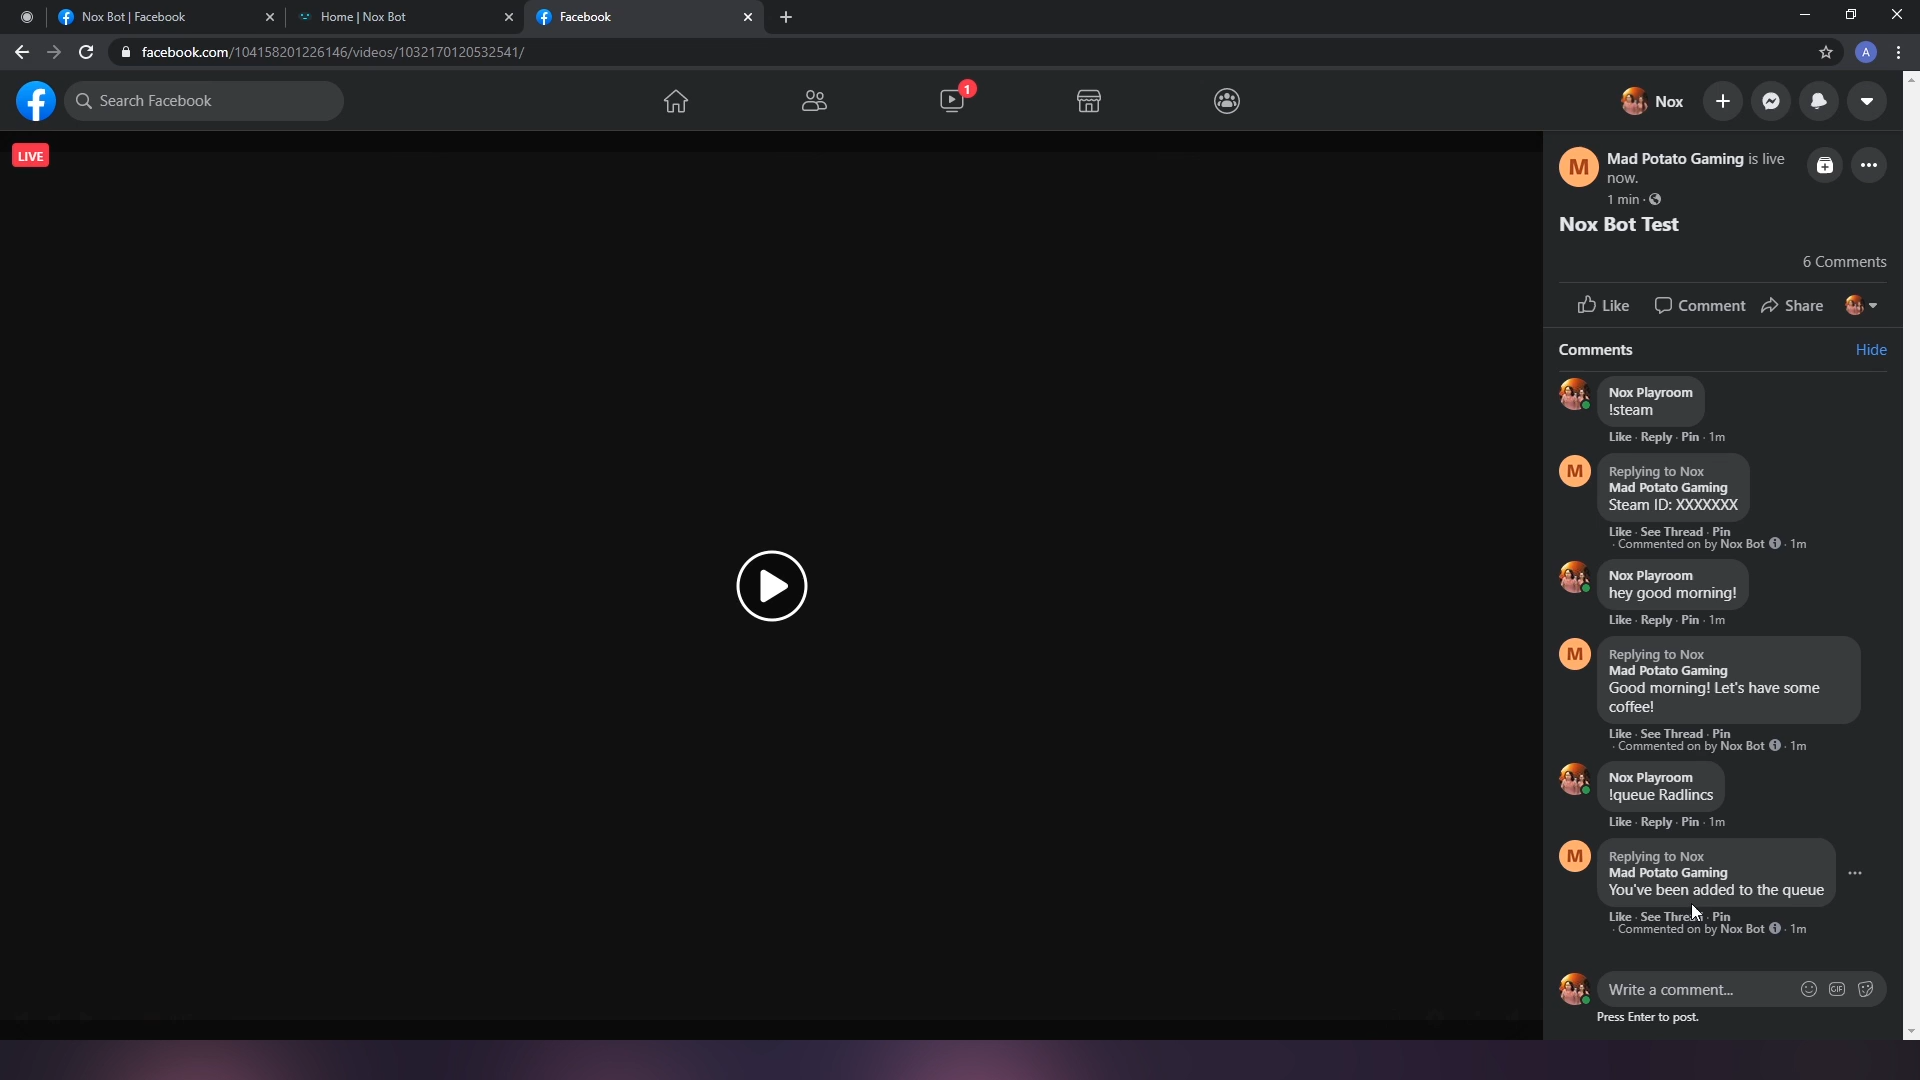 Nox Bot | Facebook
Home | Nox Bot
Facebook
facebook.com/104158201226146/videos/1032170120532541/
A
Search Facebook
1
Nox
LIVE
M
Mad Potato Gaming is live
now.
1 min ·
Nox Bot Test
6 Comments
Like
Comment
Share
Comments
Hide
Nox Playroom
!steam
Like · Reply · Pin · 1m
M
Replying to Nox
Mad Potato Gaming
Steam ID: XXXXXXX
Like · See Thread · Pin
· Commented on by Nox Bot · 1m
Nox Playroom
hey good morning!
Like · Reply · Pin · 1m
M
Replying to Nox
Mad Potato Gaming
Good morning! Let's have some
coffee!
Like · See Thread · Pin
· Commented on by Nox Bot · 1m
Nox Playroom
!queue Radlincs
Like · Reply · Pin · 1m
M
Replying to Nox
Mad Potato Gaming
You've been added to the queue
Like · See Thread · Pin
· Commented on by Nox Bot · 1m
Write a comment...
GIF
Press Enter to post.